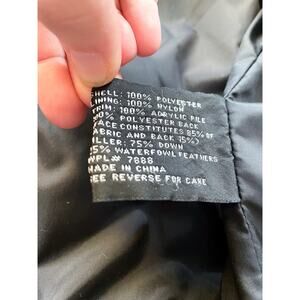 SHELL: 100% POLYESTER
LINING: 100% NYLON
TRIM: 100% ACRYLIC PILE
100% POLYESTER BACK
(FACE CONSTITUTES 85% OF
FABRIC AND BACK 15%)
FILLER: 75% DOWN
25% WATERFOWL FEATHERS
WPL# 7888
MADE IN CHINA
SEE REVERSE FOR CARE